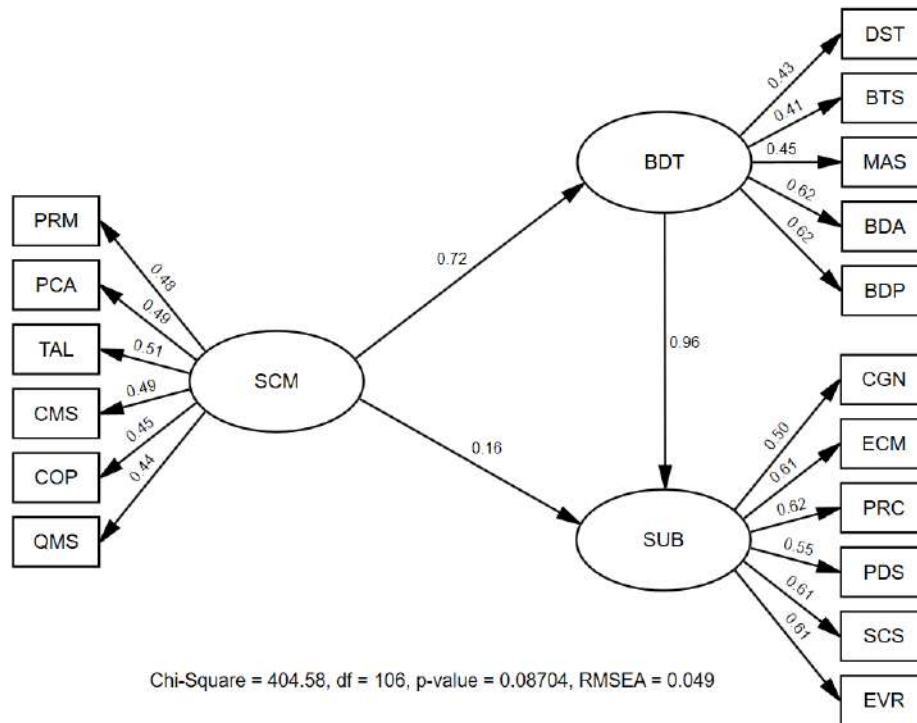 DST
0.43
BTS
0.41
MAS
0.45
BDT
BDA
0.62
BDP
0.62
PRM
0.48
PCA
0.49
TAL
0.51
CMS
0.49
COP
0.45
QMS
0.44
SCM
0.72
0.96
0.16
CGN
0.50
ECM
0.61
PRC
0.62
SUB
PDS
0.55
SCS
0.61
EVR
0.61
Chi-Square = 404.58, df = 106, p-value = 0.08704, RMSEA = 0.049